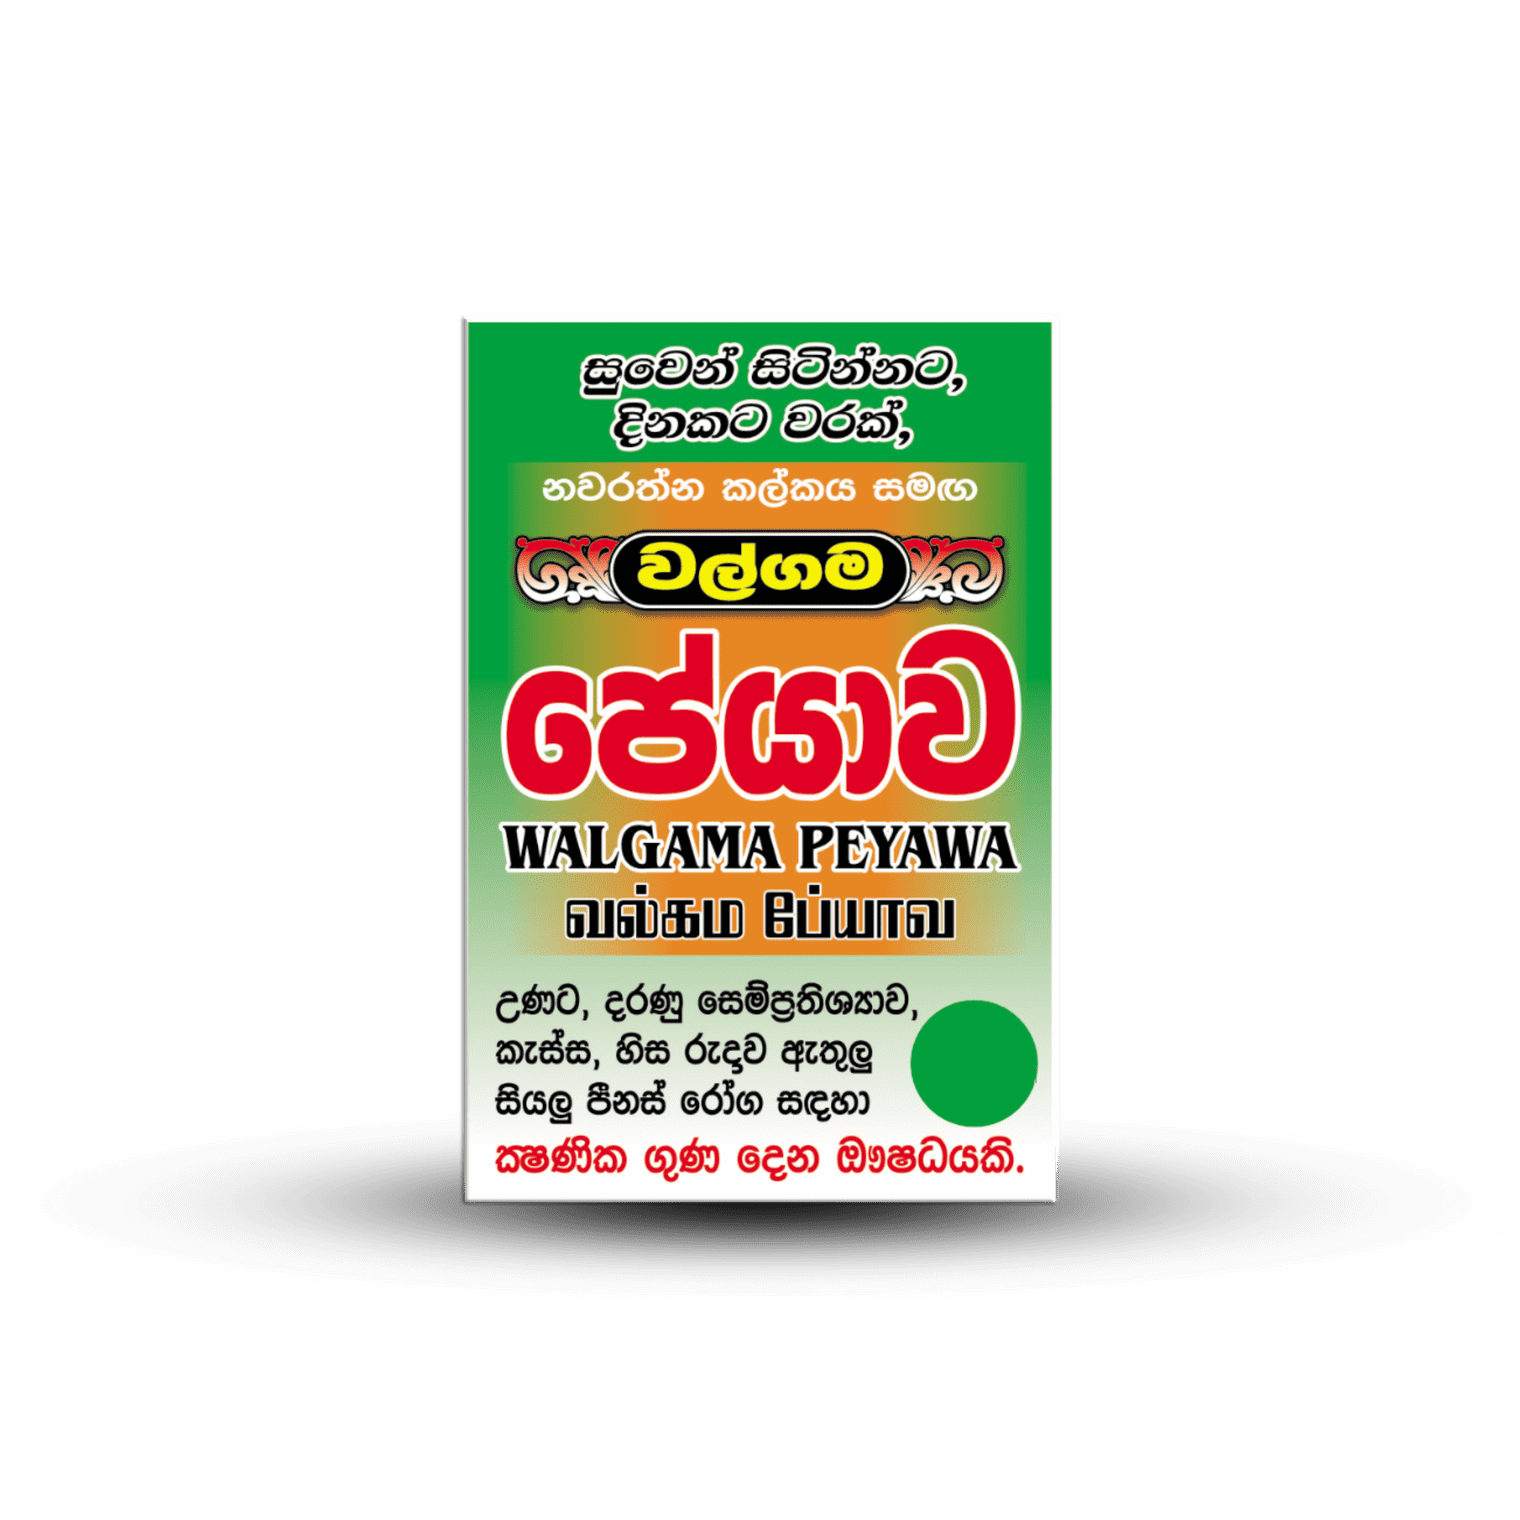 සුවෙන් සිටින්නට,
දිනකට වරක්,
නවරත්න කල්කය සමඟ
වල්ගම
පේයාව
WALGAMA PEYAWA
வல்கம பேயாவ
උණට, දරුණු සෙම්ප්‍රතිශ්‍යාව,
කැස්ස, හිස රුදාව ඇතුලු
සියලු පීනස් රෝග සඳහා
ක්ෂණික ගුණ දෙන ඖෂධයකි.